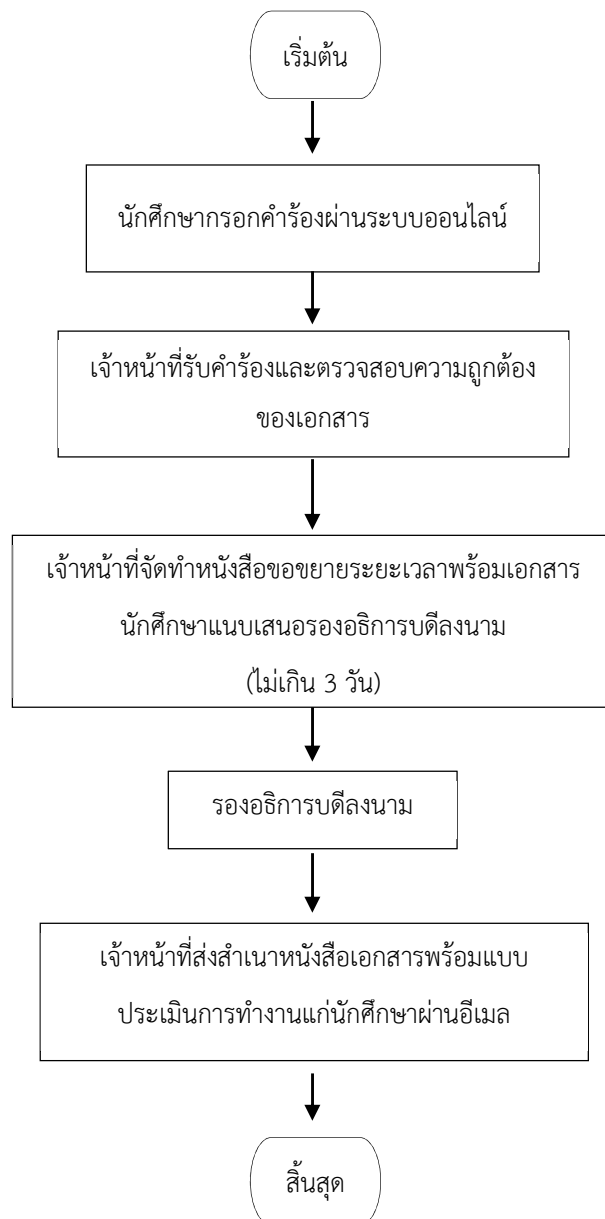 เริ่มต้น
นักศึกษากรอกคำร้องผ่านระบบออนไลน์
เจ้าหน้าที่รับคำร้องและตรวจสอบความถูกต้อง
ของเอกสาร
เจ้าหน้าที่จัดทำหนังสือขอขยายระยะเวลาพร้อมเอกสาร
นักศึกษาแนบเสนอรองอธิการบดีลงนาม
(ไม่เกิน 3 วัน)
รองอธิการบดีลงนาม
เจ้าหน้าที่ส่งสำเนาหนังสือเอกสารพร้อมแบบ
ประเมินการทำงานแก่นักศึกษาผ่านอีเมล
สิ้นสุด